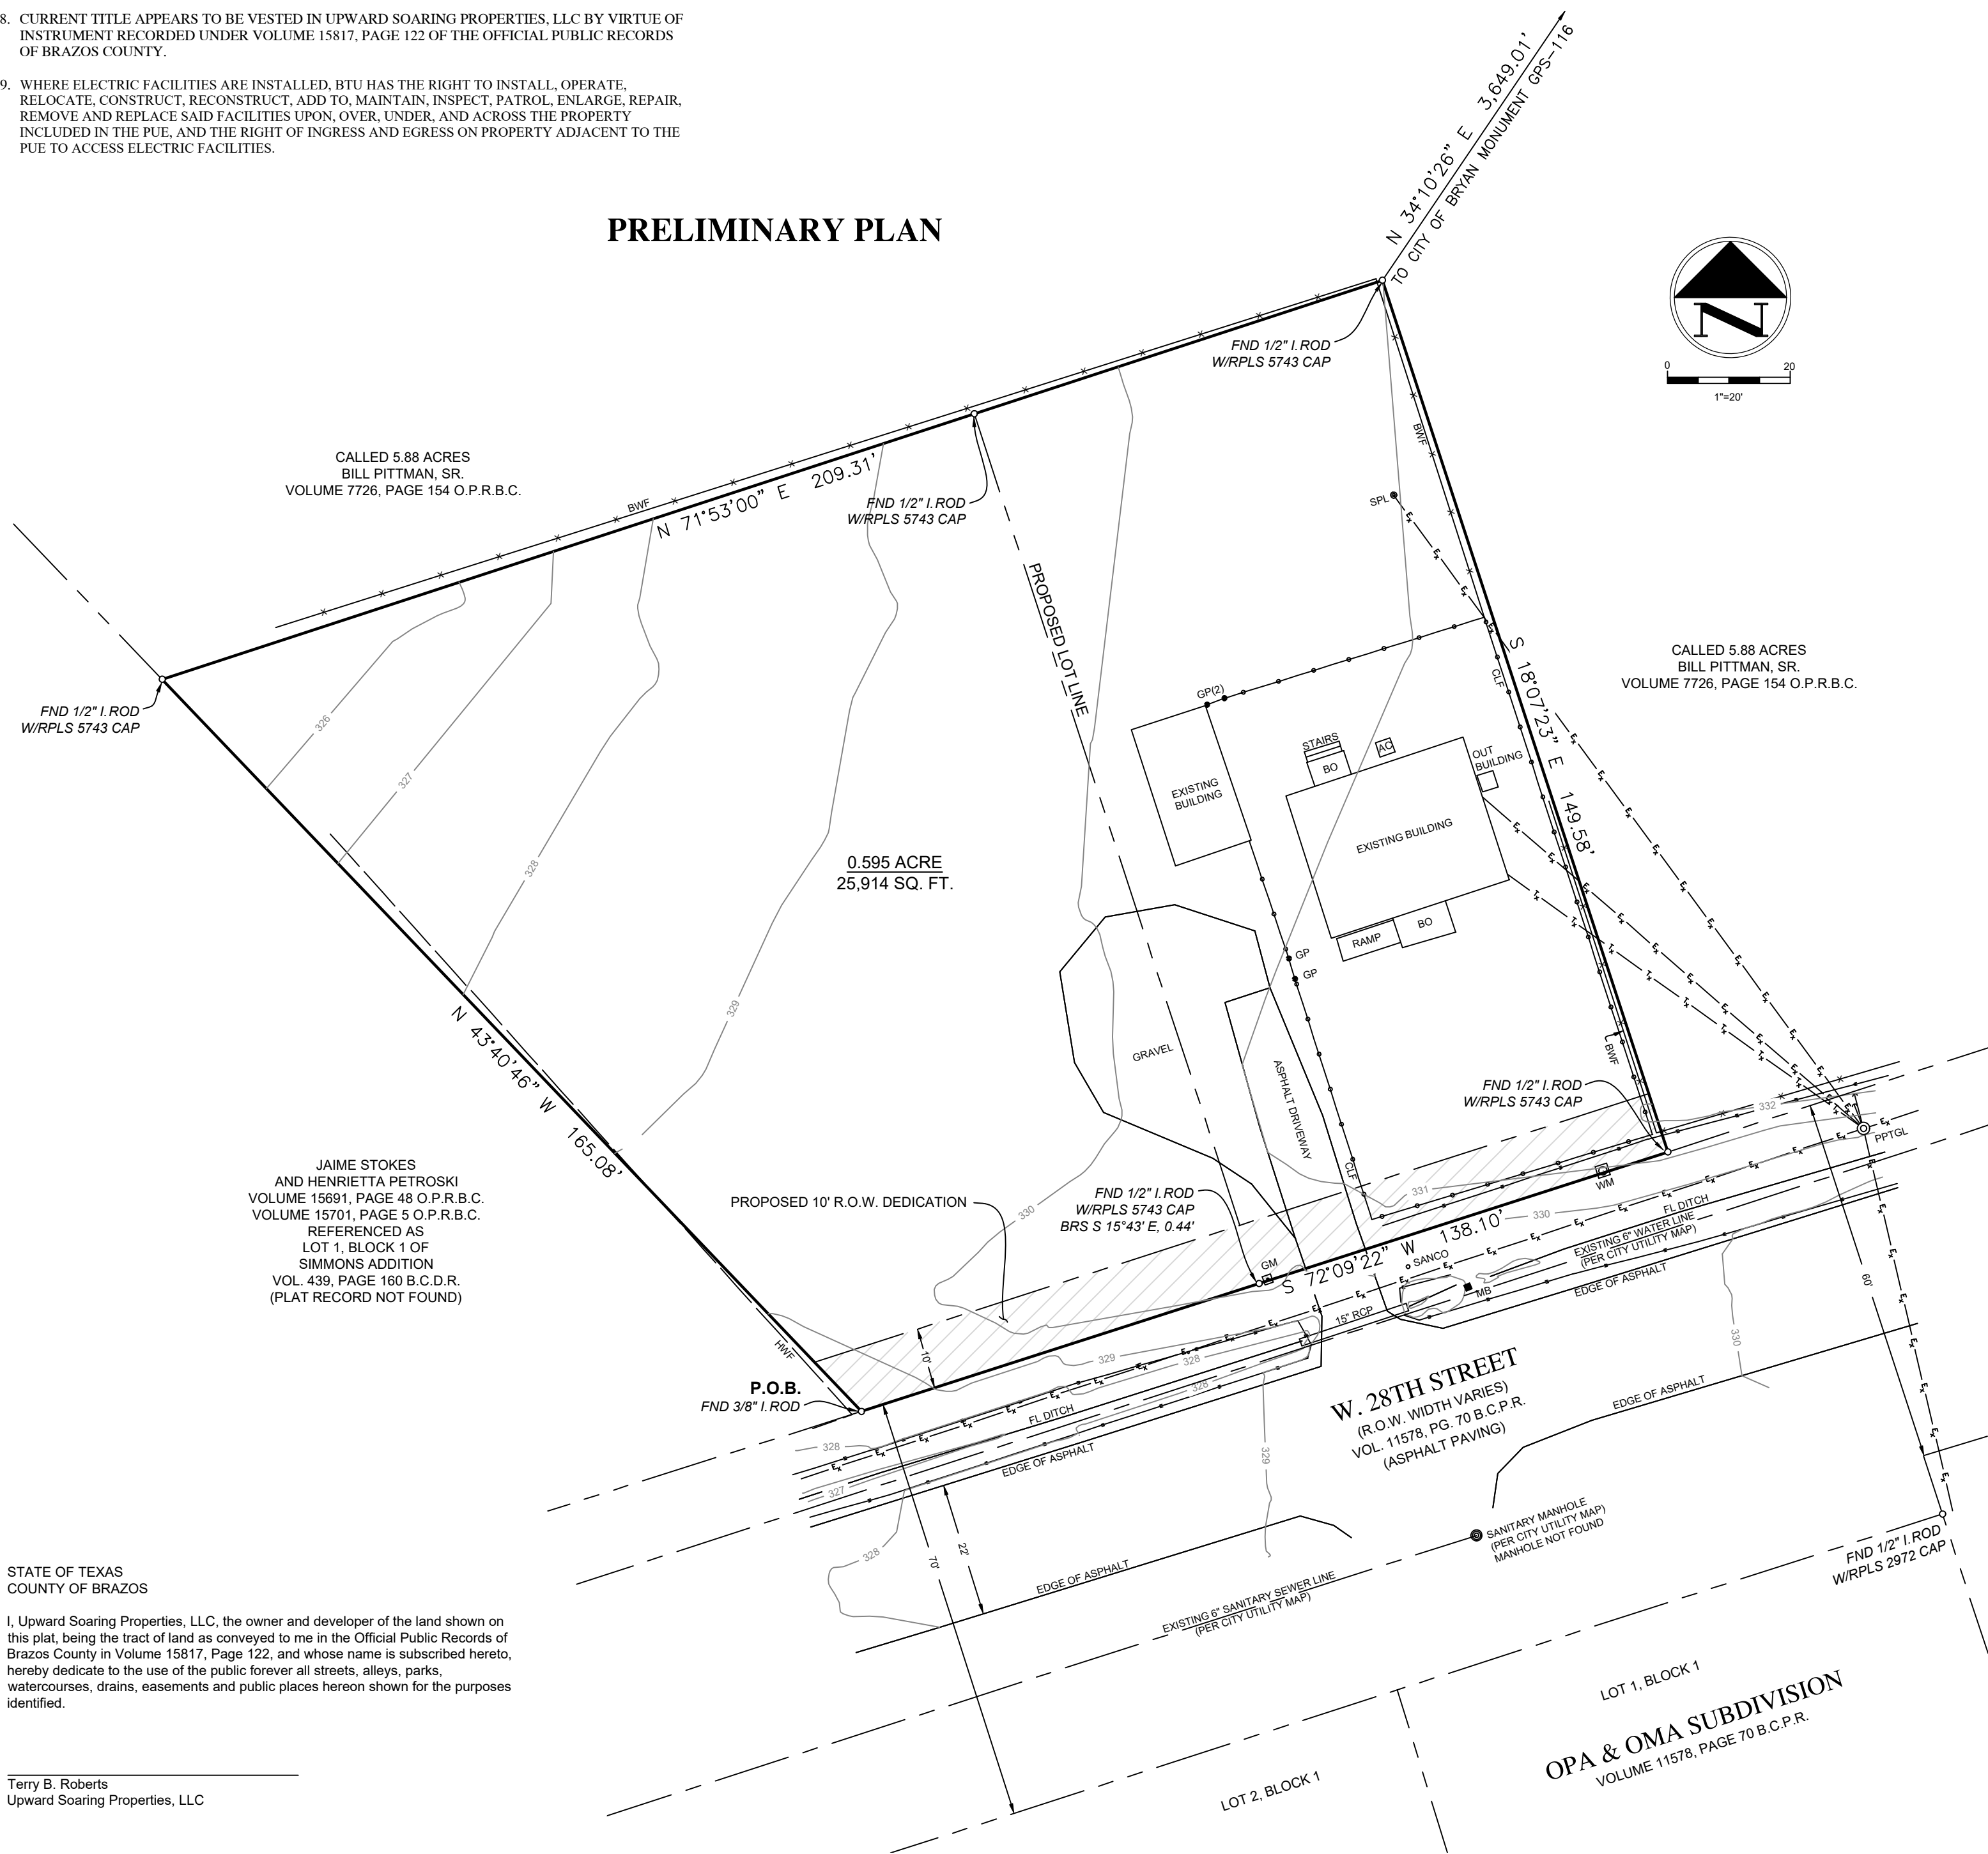 8. CURRENT TITLE APPEARS TO BE VESTED IN UPWARD SOARING PROPERTIES, LLC BY VIRTUE OF
INSTRUMENT RECORDED UNDER VOLUME 15817, PAGE 122 OF THE OFFICIAL PUBLIC RECORDS
OF BRAZOS COUNTY.
9. WHERE ELECTRIC FACILITIES ARE INSTALLED, BTU HAS THE RIGHT TO INSTALL, OPERATE,
RELOCATE, CONSTRUCT, RECONSTRUCT, ADD TO, MAINTAIN, INSPECT, PATROL, ENLARGE, REPAIR,
REMOVE AND REPLACE SAID FACILITIES UPON, OVER, UNDER, AND ACROSS THE PROPERTY
INCLUDED IN THE PUE, AND THE RIGHT OF INGRESS AND EGRESS ON PROPERTY ADJACENT TO THE
PUE TO ACCESS ELECTRIC FACILITIES.
PRELIMINARY PLAN
N 34°10'26" E 3,649.01'
TO CITY OF BRYAN MONUMENT GPS-116
N
0 20
1"=20'
FND 1/2" I.ROD
W/RPLS 5743 CAP
CALLED 5.88 ACRES
BILL PITTMAN, SR.
VOLUME 7726, PAGE 154 O.P.R.B.C.
BWF
N 71°53'00" E 209.31'
FND 1/2" I.ROD
W/RPLS 5743 CAP
BWF
SPL
PROPOSED LOT LINE
S 18°07'23" E 149.58'
CLF
CALLED 5.88 ACRES
BILL PITTMAN, SR.
VOLUME 7726, PAGE 154 O.P.R.B.C.
FND 1/2" I.ROD
W/RPLS 5743 CAP
326
327
328
329
GP(2)
STAIRS
BO
AC
OUT
BUILDING
EXISTING
BUILDING
EXISTING BUILDING
RAMP
BO
0.595 ACRE
25,914 SQ. FT.
GP
GP
GRAVEL
ASPHALT DRIVEWAY
N 43°40'46" W 165.08'
BWF
FND 1/2" I.ROD
W/RPLS 5743 CAP
332
PPTGL
JAIME STOKES
AND HENRIETTA PETROSKI
VOLUME 15691, PAGE 48 O.P.R.B.C.
VOLUME 15701, PAGE 5 O.P.R.B.C.
REFERENCED AS
LOT 1, BLOCK 1 OF
SIMMONS ADDITION
VOL. 439, PAGE 160 B.C.D.R.
(PLAT RECORD NOT FOUND)
PROPOSED 10' R.O.W. DEDICATION
330
FND 1/2" I.ROD
W/RPLS 5743 CAP
BRS S 15°43' E, 0.44'
CLF
331
WM
GM
S 72°09'22" W 138.10'
330
SANCO
FL DITCH
EXISTING 6" WATER LINE
(PER CITY UTILITY MAP)
EDGE OF ASPHALT
MB
15" RCP
60'
330
HWF
10'
329
328
328
P.O.B.
FND 3/8" I.ROD
FL DITCH
328
327
EDGE OF ASPHALT
W. 28TH STREET
(R.O.W. WIDTH VARIES)
VOL. 11578, PG. 70 B.C.P.R.
(ASPHALT PAVING)
EDGE OF ASPHALT
329
328
70'
22'
EDGE OF ASPHALT
SANITARY MANHOLE
(PER CITY UTILITY MAP)
MANHOLE NOT FOUND
EXISTING 6" SANITARY SEWER LINE
(PER CITY UTILITY MAP)
FND 1/2" I.ROD
W/RPLS 2972 CAP
LOT 1, BLOCK 1
OPA & OMA SUBDIVISION
VOLUME 11578, PAGE 70 B.C.P.R.
LOT 2, BLOCK 1
STATE OF TEXAS
COUNTY OF BRAZOS
I, Upward Soaring Properties, LLC, the owner and developer of the land shown on
this plat, being the tract of land as conveyed to me in the Official Public Records of
Brazos County in Volume 15817, Page 122, and whose name is subscribed hereto,
hereby dedicate to the use of the public forever all streets, alleys, parks,
watercourses, drains, easements and public places hereon shown for the purposes
identified.
Terry B. Roberts
Upward Soaring Properties, LLC